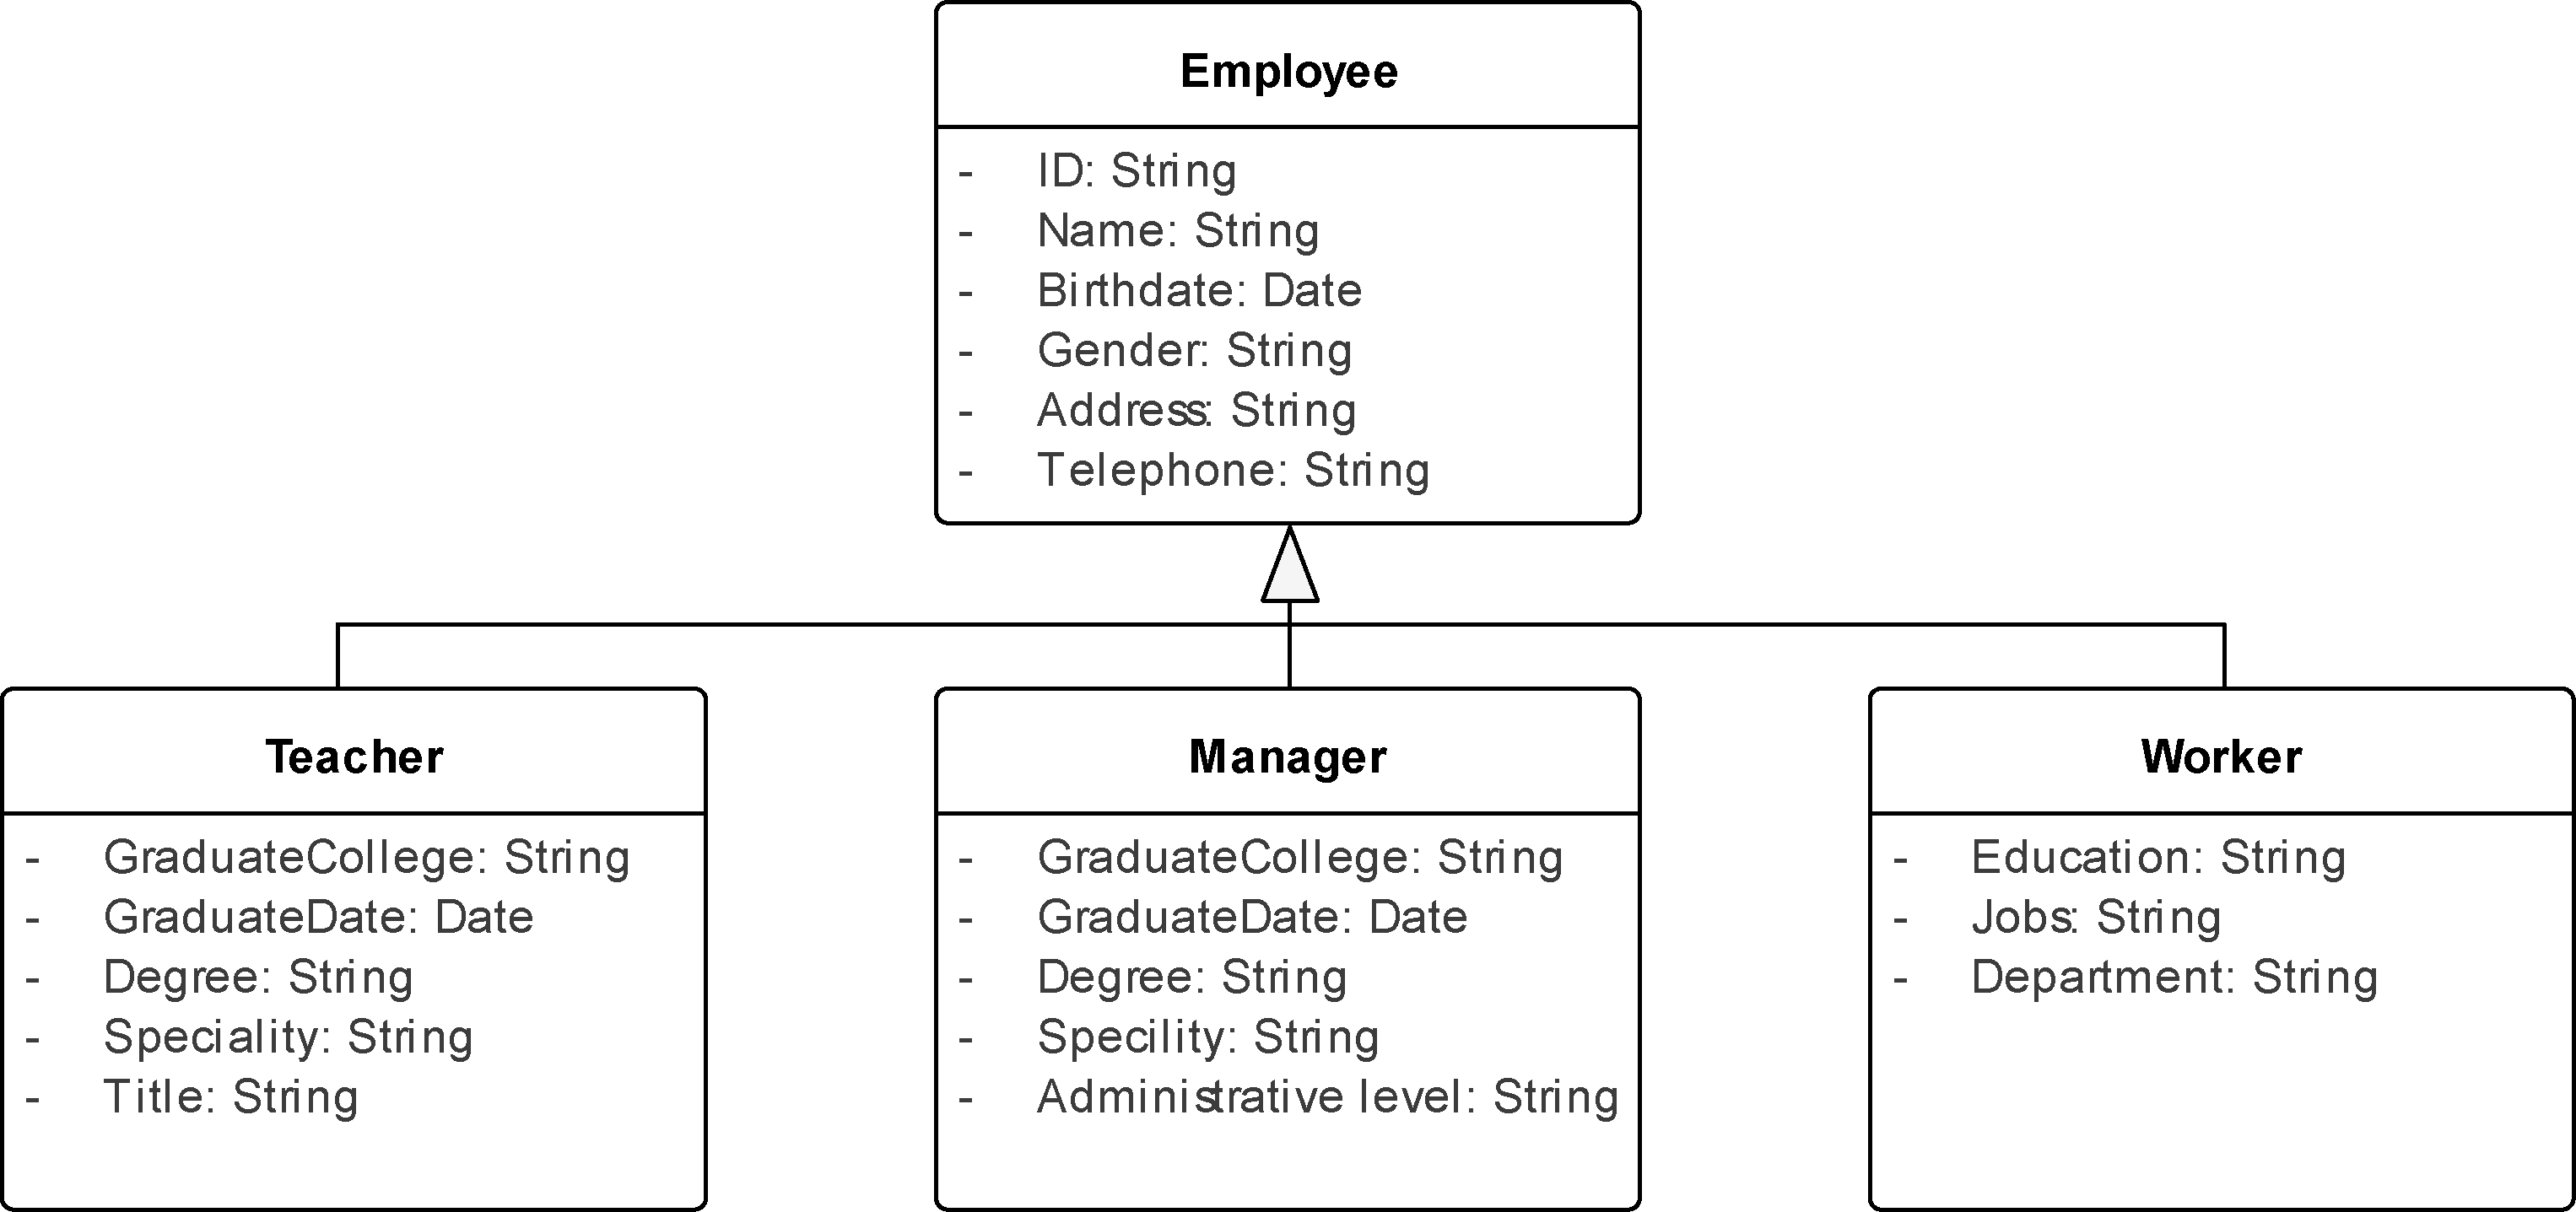 Employee
- ID: String
- Name: String
- Birthdate: Date
- Gender: String
- Address: String
- Telephone: String
Teacher
- GraduateCollege: String
- GraduateDate: Date
- Degree: String
- Speciality: String
- Title: String
Manager
- GraduateCollege: String
- GraduateDate: Date
- Degree: String
- Specility: String
- Administrative level: String
Worker
- Education: String
- Jobs: String
- Department: String